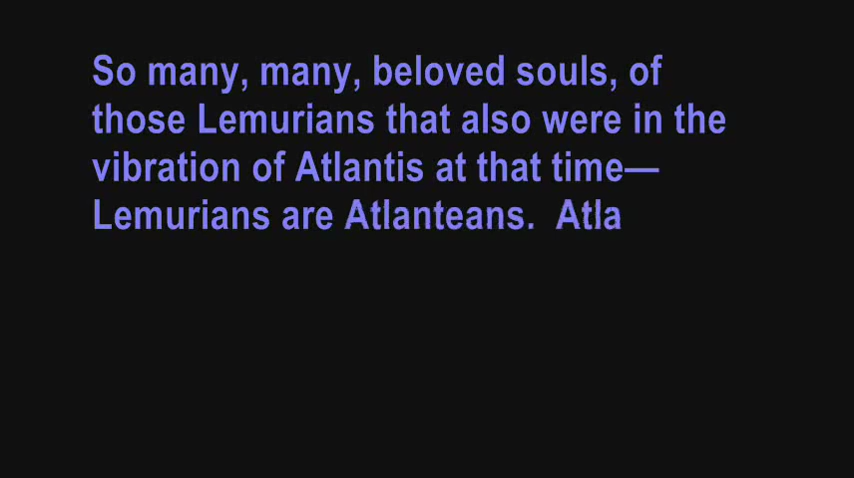 So many, many, beloved souls, of
those Lemurians that also were in the
vibration of Atlantis at that time—
Lemurians are Atlanteans.  Atla